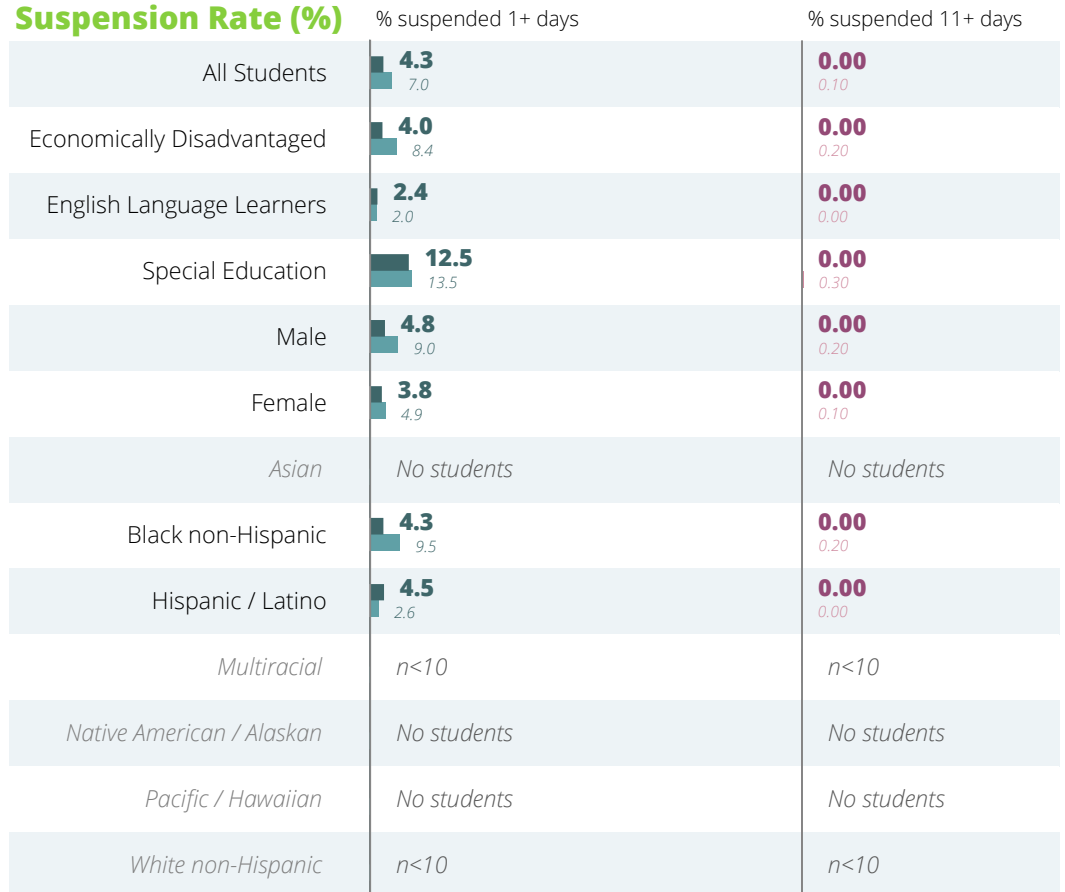 Suspension Rate (%) % suspended 1+ days % suspended 11+ days
All Students 4.3 0.00
7.0 0.10
Economically Disadvantaged 4.0 0.00
8.4 0.20
English Language Learners 2.4 0.00
2.0 0.00
Special Education 12.5 0.00
13.5 0.30
Male 4.8 0.00
9.0 0.20
Female 3.8 0.00
4.9 0.10
Asian No students No students
Black non-Hispanic 4.3 0.00
9.5 0.20
Hispanic / Latino 4.5 0.00
2.6 0.00
Multiracial n<10 n<10
Native American / Alaskan No students No students
Pacific / Hawaiian No students No students
White non-Hispanic n<10 n<10